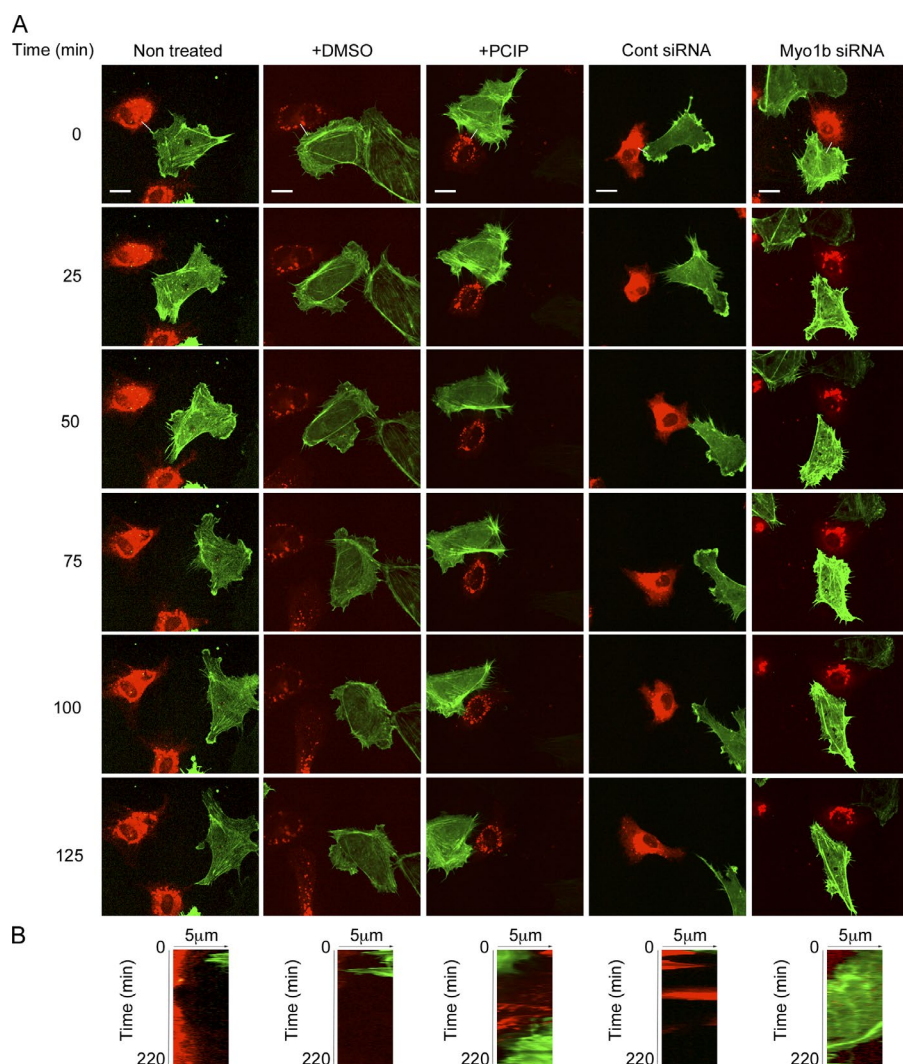 A
Time (min) Non treated +DMSO +PCIP Cont siRNA Myo1b siRNA
0
25
50
75
100
125
B
5μm 5μm 5μm 5μm 5μm
0 0 0 0 0
Time (min) Time (min) Time (min) Time (min) Time (min)
220 220 220 220 220